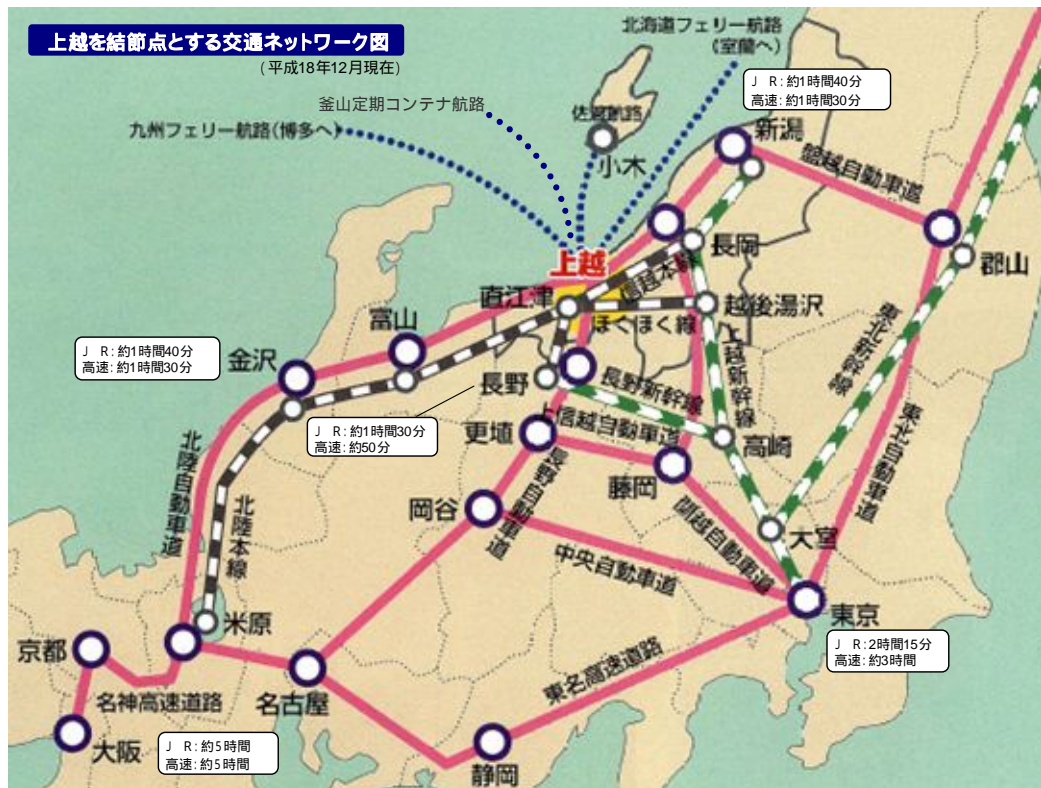 上越を結節点とする交通ネットワーク図
(平成18年12月現在)
北海道フェリー航路
(室蘭へ)
釜山定期コンテナ航路
九州フェリー航路(博多へ)
佐渡航路
小木
J R:約1時間40分
高速:約1時間30分
新潟
磐越自動車道
上越
長岡
郡山
信越本線
直江津
越後湯沢
ほくほく線
富山
金沢
J R:約1時間40分
高速:約1時間30分
長野
長野新幹線
上越新幹線
東北新幹線
東北自動車道
J R:約1時間30分
高速:約50分
更埴
上信越自動車道
高崎
藤岡
長野自動車道
岡谷
関越自動車道
大宮
中央自動車道
北陸自動車道
北陸本線
米原
東京
J R:2時間15分
高速:約3時間
京都
名神高速道路
名古屋
東名高速道路
大阪
J R:約5時間
高速:約5時間
静岡